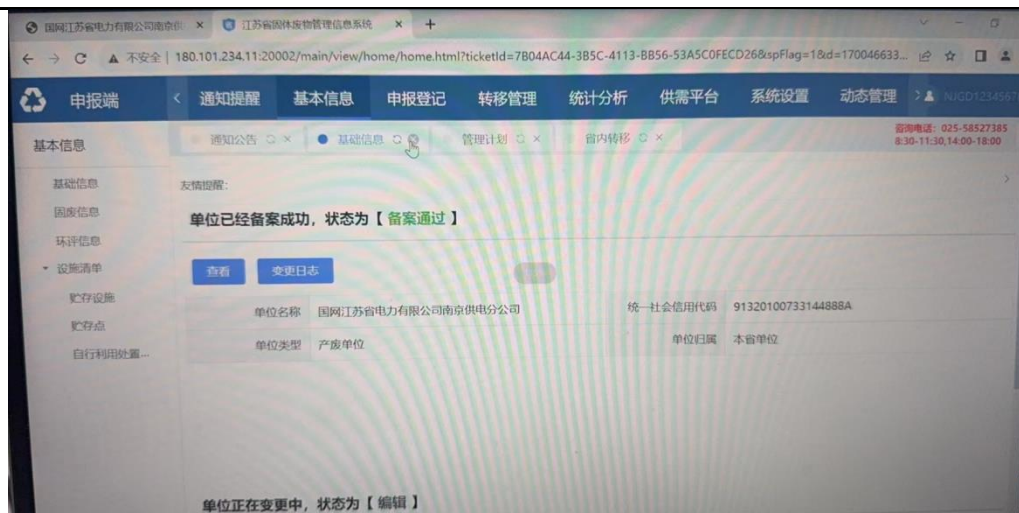 国网江苏省电力有限公司南京供 × 江苏省固体废物管理信息系统 × +
不安全 | 180.101.234.11:20002/main/view/home/home.html?ticketId=7B04AC44-3B5C-4113-BB56-53A5C0FECD26&spFlag=1&id=170046633...
申报端 < 通知提醒 基本信息 申报登记 转移管理 统计分析 供需平台 系统设置 动态管理 > NJGD1234567
基本信息 通知公告 × 基础信息 管理计划 × 省内转移 × 咨询电话: 025-58527385
8:30-11:30,14:00-18:00
基础信息 友情提醒:
固废信息 单位已经备案成功，状态为【 备案通过 】
环评信息
设施清单 查看 变更日志
贮存设施 单位名称 国网江苏省电力有限公司南京供电分公司 统一社会信用代码 91320100733144888A
贮存点
自行利用处置... 单位类型 产废单位 单位归属 本省单位
单位正在变更中，状态为【 编辑 】